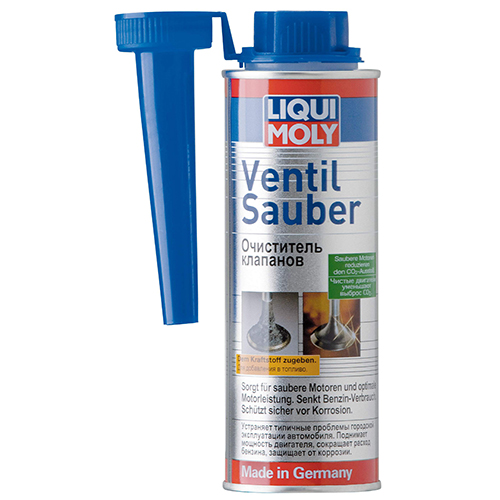 LIQUI
MOLY
Ventil
Sauber
Очиститель
клапанов
Saubere Motoren
reduzieren
den CO₂-Ausstoß
Чистые двигатели
уменьшают
выброс CO₂
Dem Kraftstoff zugeben.
Для добавления в топливо.
Sorgt für saubere Motoren und optimale
Motorleistung. Senkt Benzin-Verbrauch.
Schützt sicher vor Korrosion.
Устраняет типичные проблемы городской
эксплуатации автомобиля. Поднимает
мощность двигателя, сокращает расход
бензина, защищает от коррозии.
Made in Germany